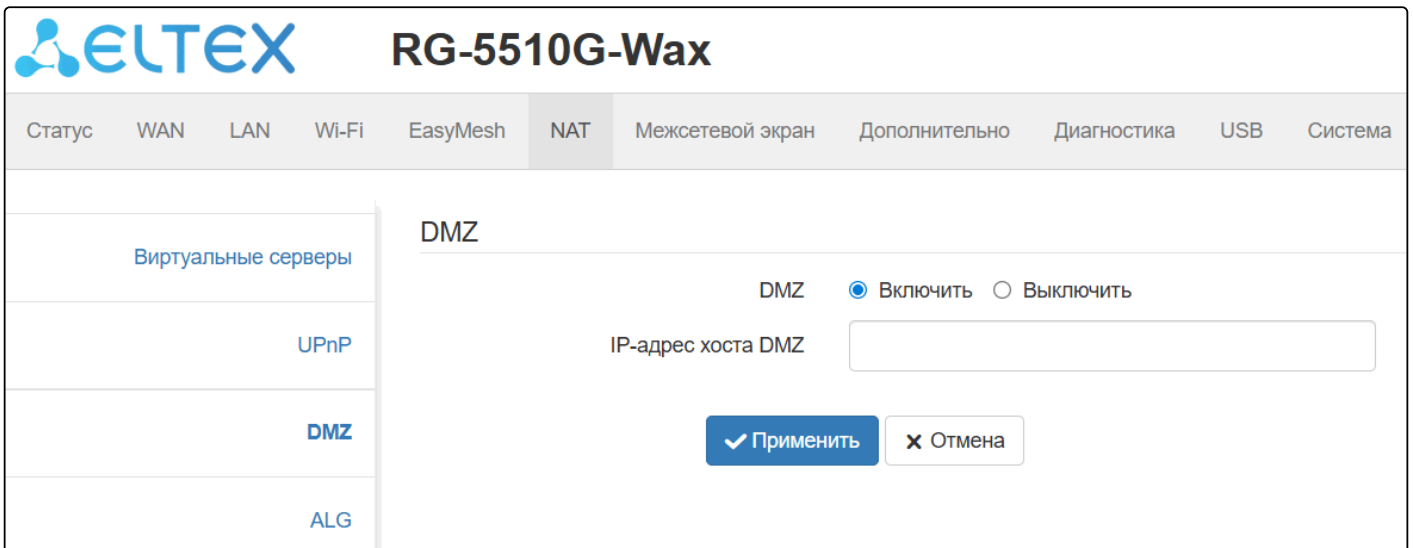 ELTEX RG-5510G-Wax
Статус WAN LAN Wi-Fi EasyMesh NAT Межсетевой экран Дополнительно Диагностика USB Система
Виртуальные серверы
UPnP
DMZ
ALG
DMZ
DMZ Включить Выключить
IP-адрес хоста DMZ
Применить Отмена